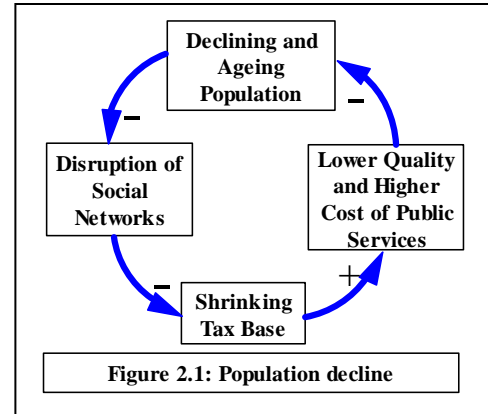 Declining and
Ageing
Population
−
−
Disruption of
Social
Networks
Lower Quality
and Higher
Cost of Public
Services
−
+
Shrinking
Tax Base
Figure 2.1: Population decline